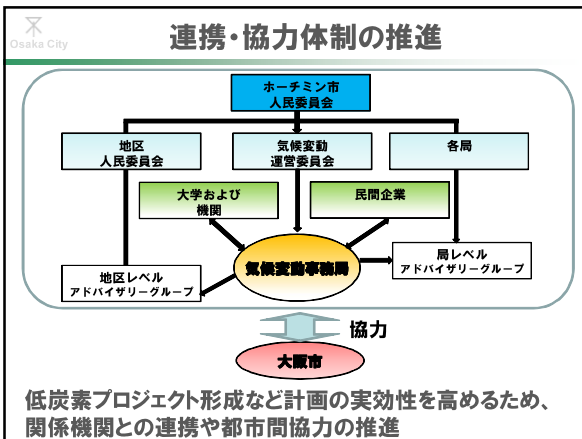 Osaka City
連携・協力体制の推進
ホーチミン市
人民委員会
地区
人民委員会
気候変動
運営委員会
各局
大学および
機関
民間企業
気候変動事務局
地区レベル
アドバイザリーグループ
局レベル
アドバイザリーグループ
協力
大阪市
低炭素プロジェクト形成など計画の実効性を高めるため、
関係機関との連携や都市間協力の推進